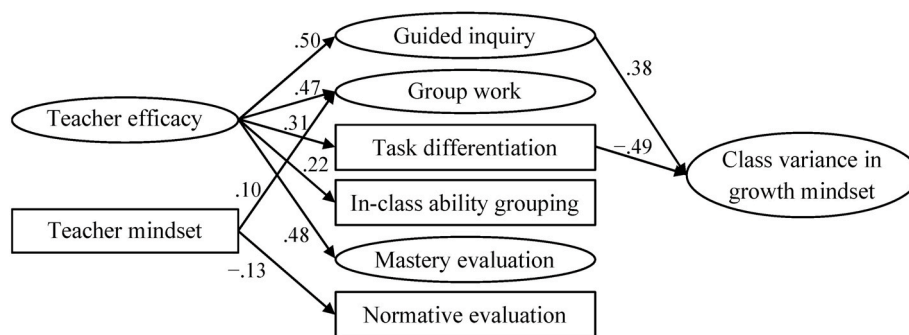 .50
Guided inquiry
.38
.47
Group work
Teacher efficacy
.31
Task differentiation
−.49
Class variance in
growth mindset
.22
.10
In-class ability grouping
Teacher mindset
.48
Mastery evaluation
−.13
Normative evaluation